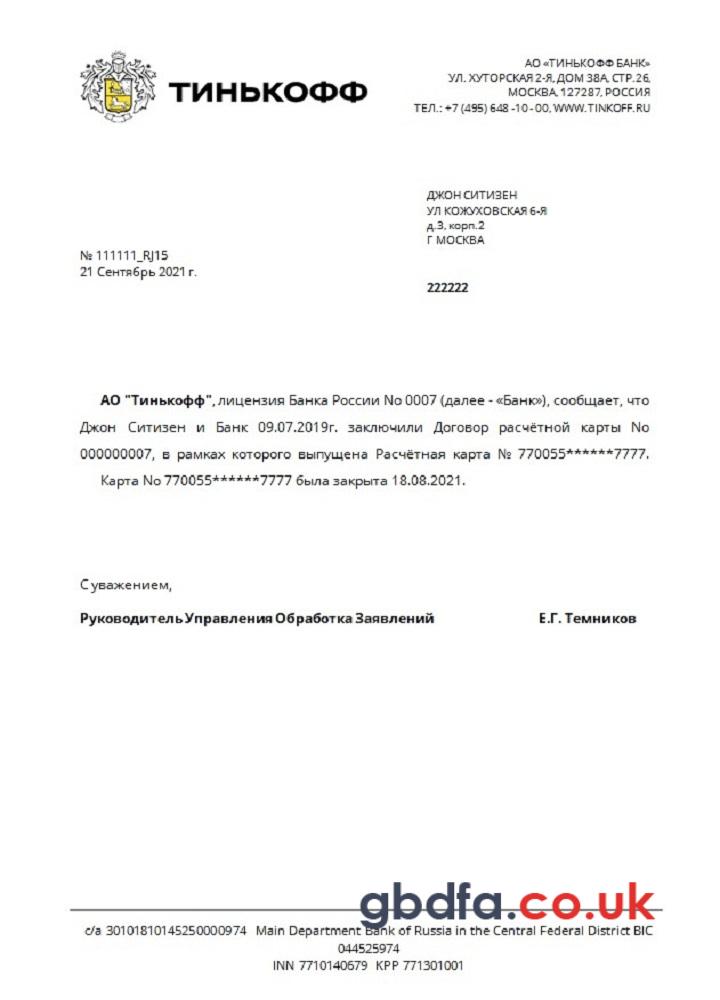 ТИНЬКОФФ
АО «ТИНЬКОФФ БАНК»
УЛ. ХУТОРСКАЯ 2-Я, ДОМ 38А, СТР. 26,
МОСКВА, 127287, РОССИЯ
ТЕЛ.: +7 (495) 648 -10 -00, WWW.TINKOFF.RU
ДЖОН СИТИЗЕН
УЛ КОЖУХОВСКАЯ 6-Я
д.3, корп.2
Г МОСКВА
№ 111111_RJ15
21 Сентябрь 2021 г.
222222
АО "Тинькофф", лицензия Банка России No 0007 (далее - «Банк»), сообщает, что
Джон Ситизен и Банк 09.07.2019г. заключили Договор расчётной карты No
000000007, в рамках которого выпущена Расчётная карта № 770055******7777.
Карта No 770055******7777 была закрыта 18.08.2021.
С уважением,
Руководитель Управления Обработка Заявлений Е.Г. Темников
gbdfa.co.uk
c/a 30101810145250000974 Main Department Bank of Russia in the Central Federal District BIC
044525974
INN 7710140679 KPP 771301001